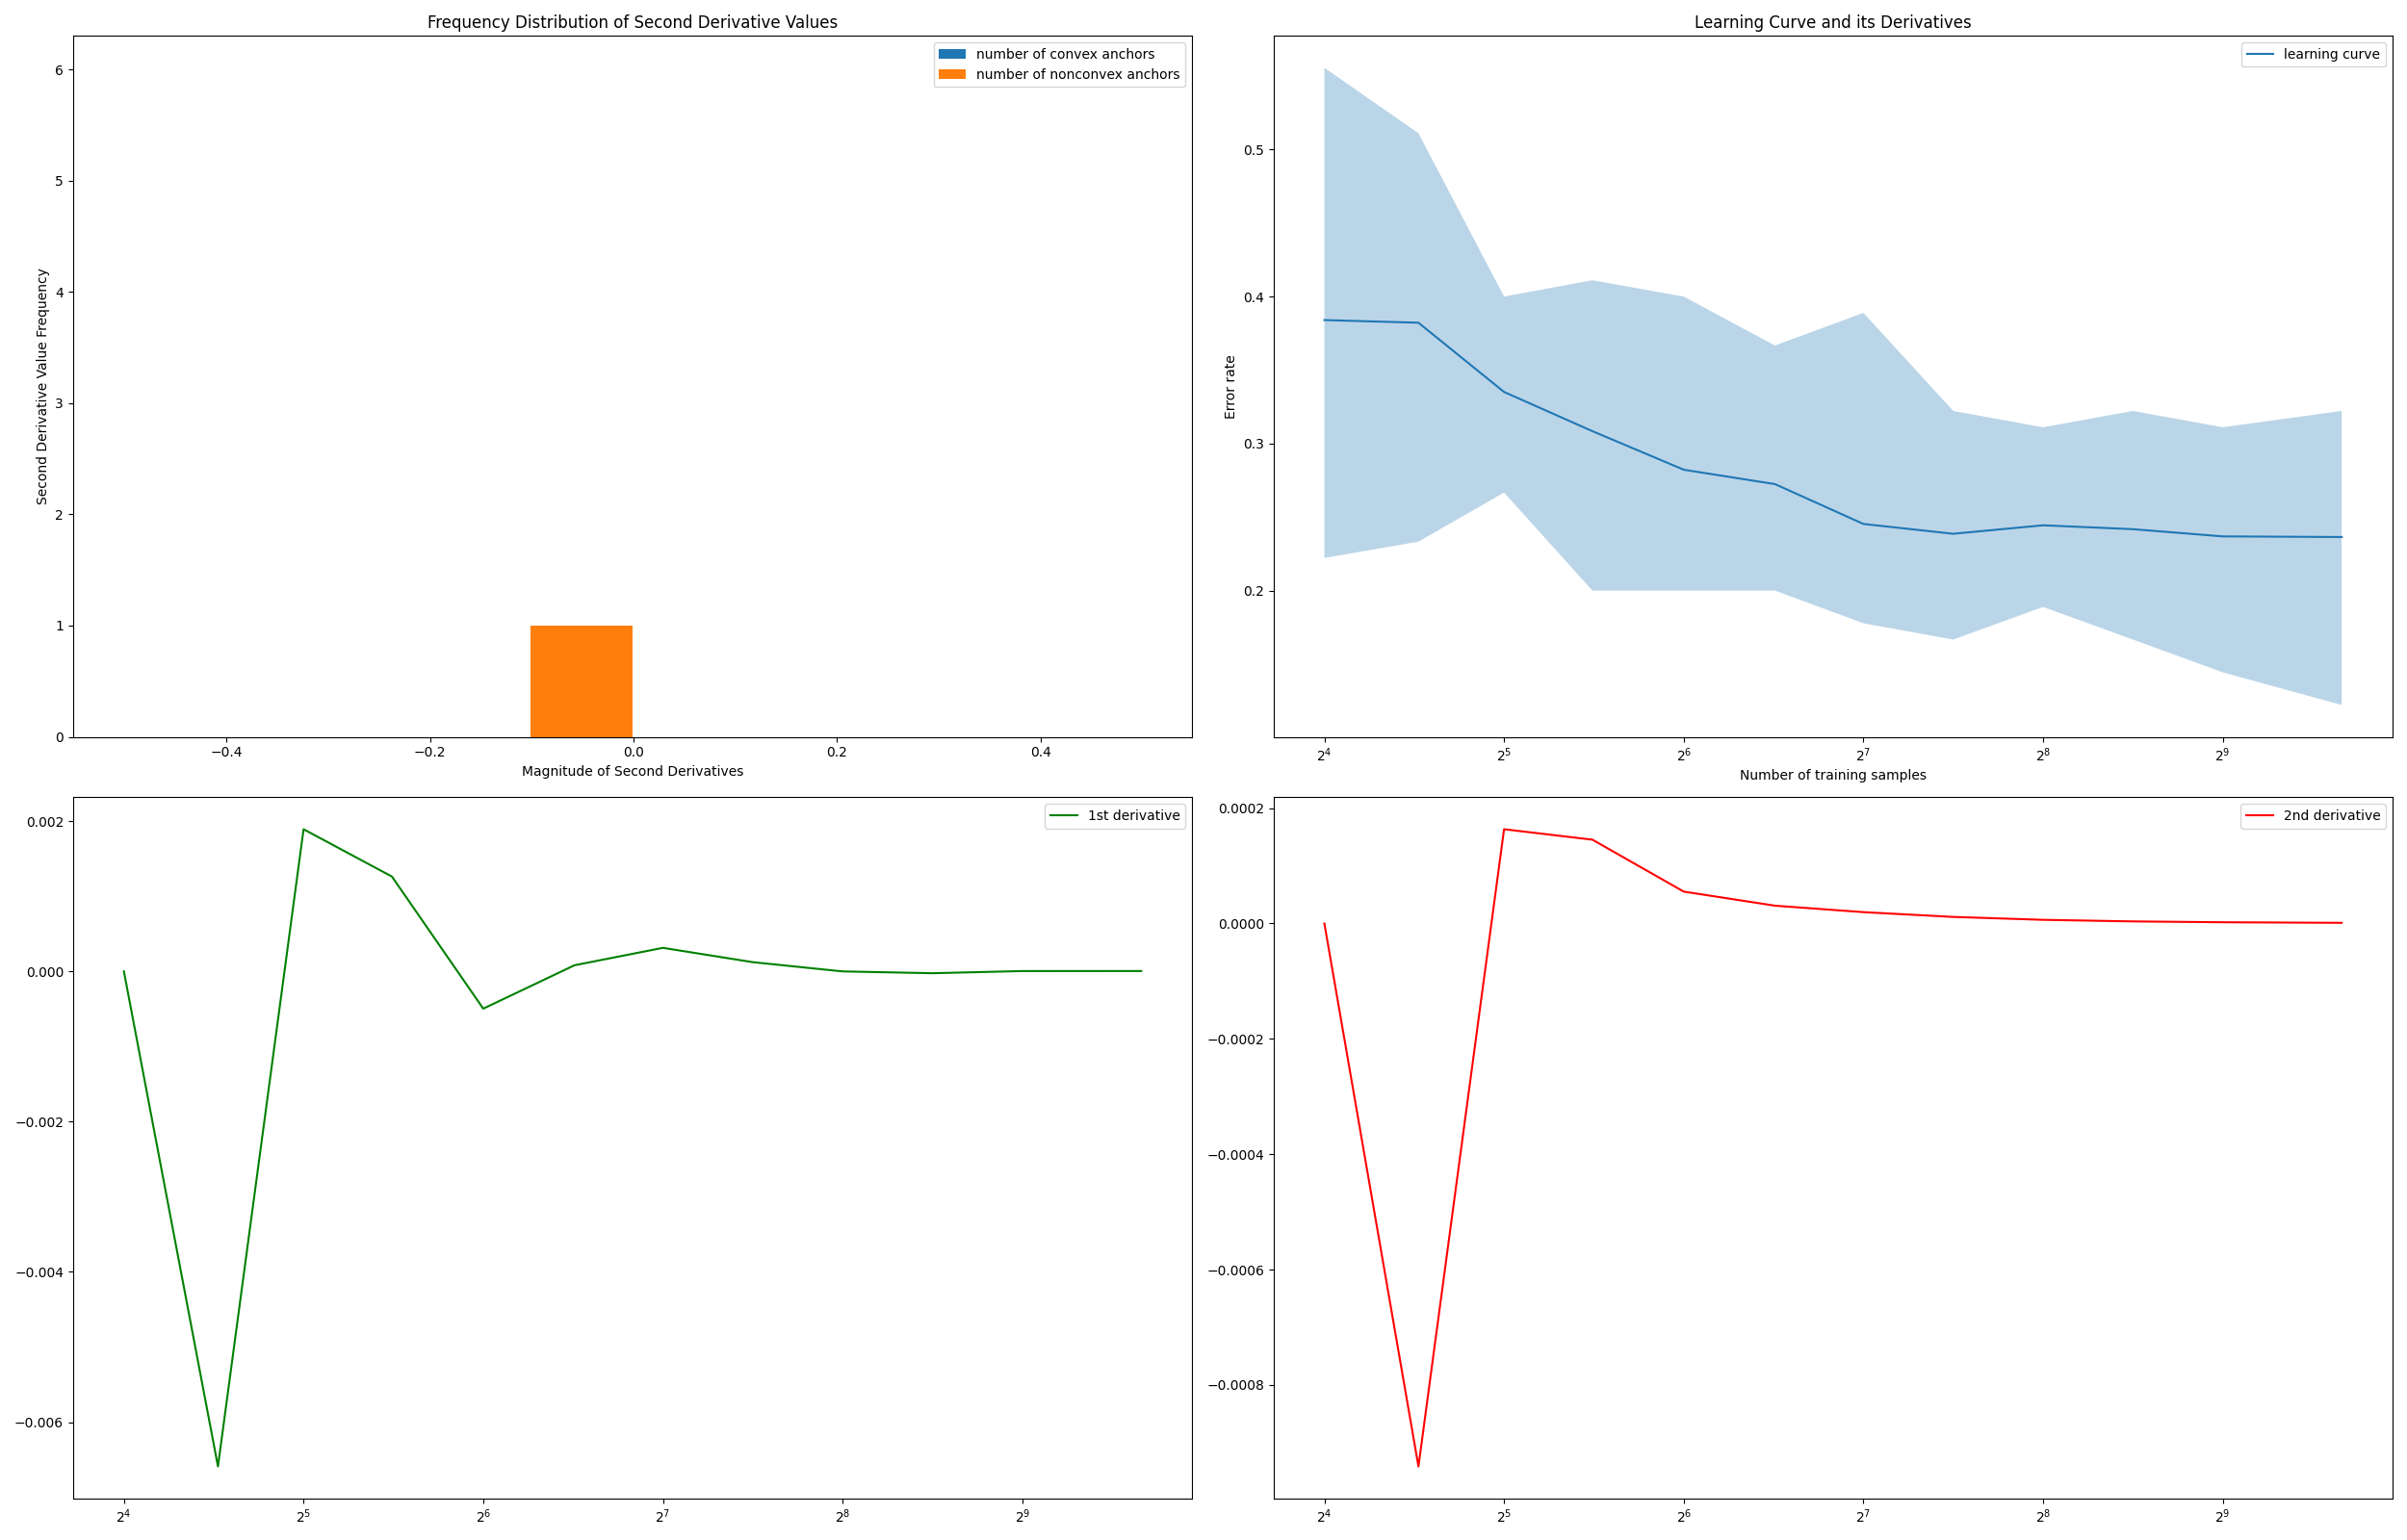 Frequency Distribution of Second Derivative Values
number of convex anchors
number of nonconvex anchors
Second Derivative Value Frequency
6
5
4
3
2
1
0
−0.4 −0.2 0.0 0.2 0.4
Magnitude of Second Derivatives
Learning Curve and its Derivatives
learning curve
Error rate
0.5
0.4
0.3
0.2
2⁴ 2⁵ 2⁶ 2⁷ 2⁸ 2⁹
Number of training samples
1st derivative
0.002
0.000
−0.002
−0.004
−0.006
2⁴ 2⁵ 2⁶ 2⁷ 2⁸ 2⁹
2nd derivative
0.0002
0.0000
−0.0002
−0.0004
−0.0006
−0.0008
2⁴ 2⁵ 2⁶ 2⁷ 2⁸ 2⁹